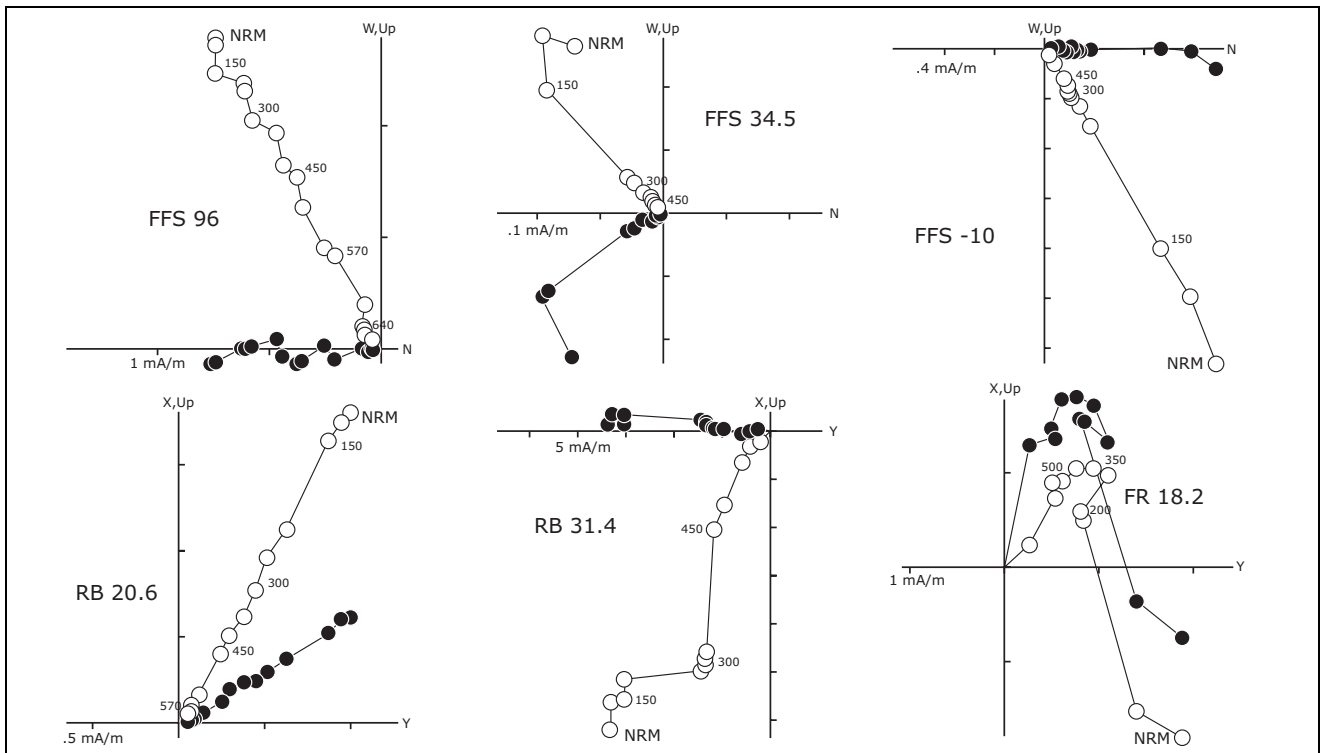 W,Up
NRM
150
300
450
FFS 96
570
640
N
1 mA/m
W,Up
NRM
150
FFS 34.5
300
450
N
.1 mA/m
W,Up
N
.4 mA/m
450
300
FFS -10
150
NRM
X,Up
NRM
150
RB 20.6
300
450
570
Y
.5 mA/m
X,Up
Y
5 mA/m
450
RB 31.4
300
150
NRM
500
350
FR 18.2
200
Y
1 mA/m
NRM
X,Up